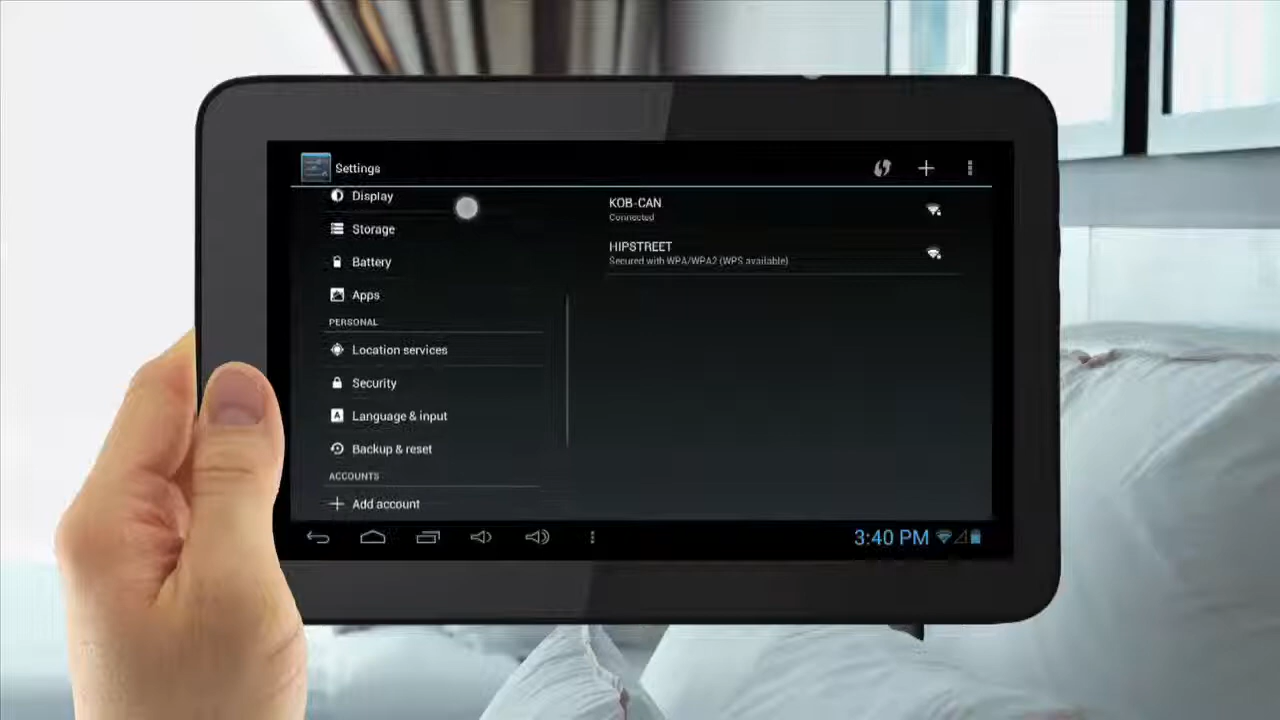 Settings
Display
Storage
Battery
Apps
PERSONAL
Location services
Security
Language & input
Backup & reset
ACCOUNTS
Add account
KOB-CAN
Connected
HIPSTREET
Secured with WPA/WPA2 (WPS available)
3:40 PM